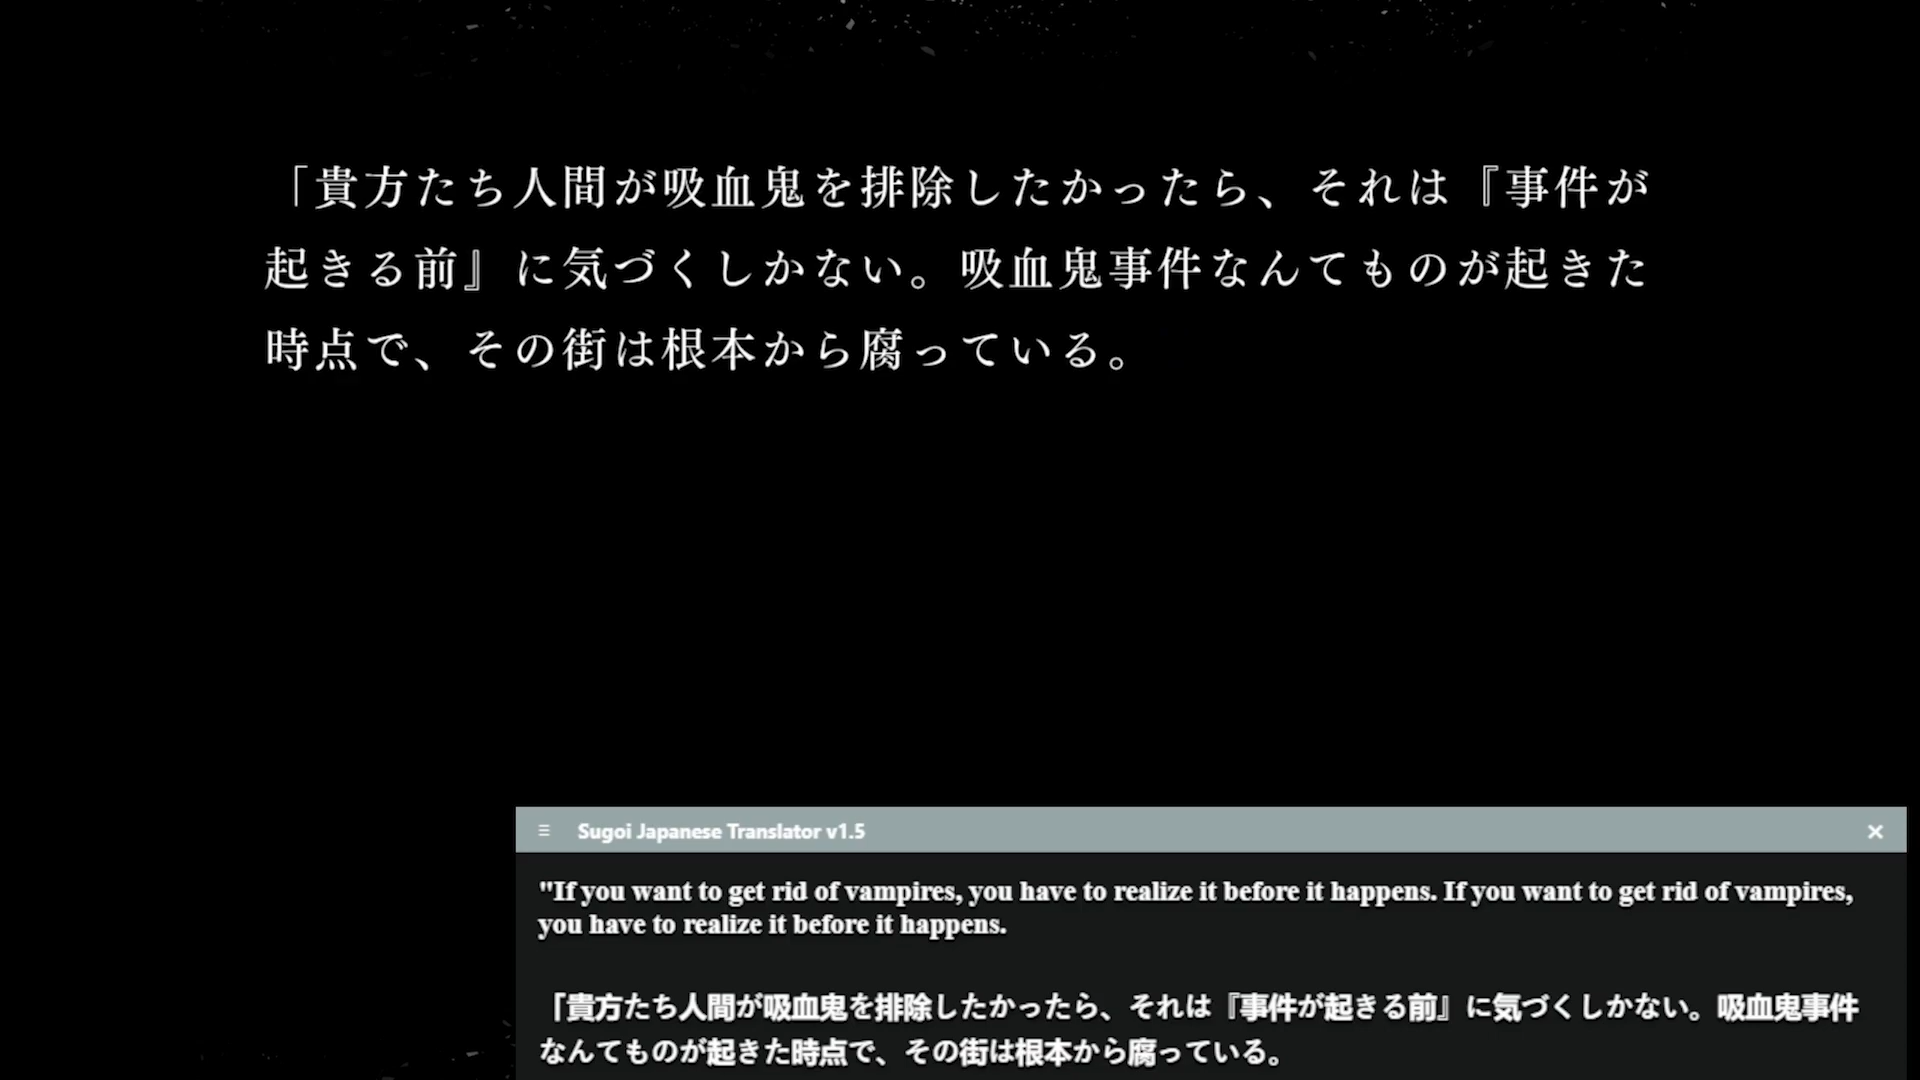 「貴方たち人間が吸血鬼を排除したかったら、それは『事件が
起きる前』に気づくしかない。吸血鬼事件なんてものが起きた
時点で、その街は根本から腐っている。
Sugoi Japanese Translator v1.5
"If you want to get rid of vampires, you have to realize it before it happens. If you want to get rid of vampires,
you have to realize it before it happens.
「貴方たち人間が吸血鬼を排除したかったら、それは『事件が起きる前』に気づくしかない。吸血鬼事件
なんてものが起きた時点で、その街は根本から腐っている。